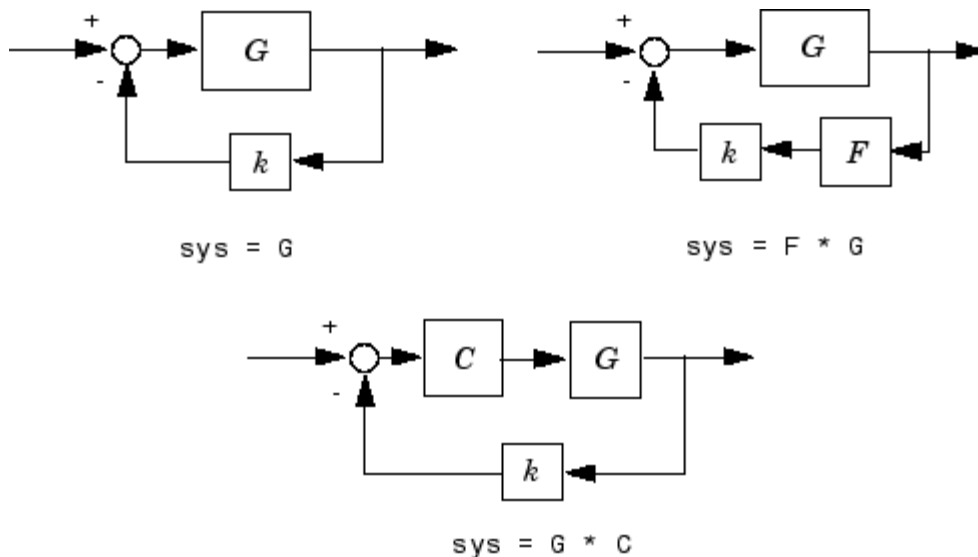 +
G
-
k
sys = G
+
G
-
k
F
sys = F * G
+
C
G
-
k
sys = G * C